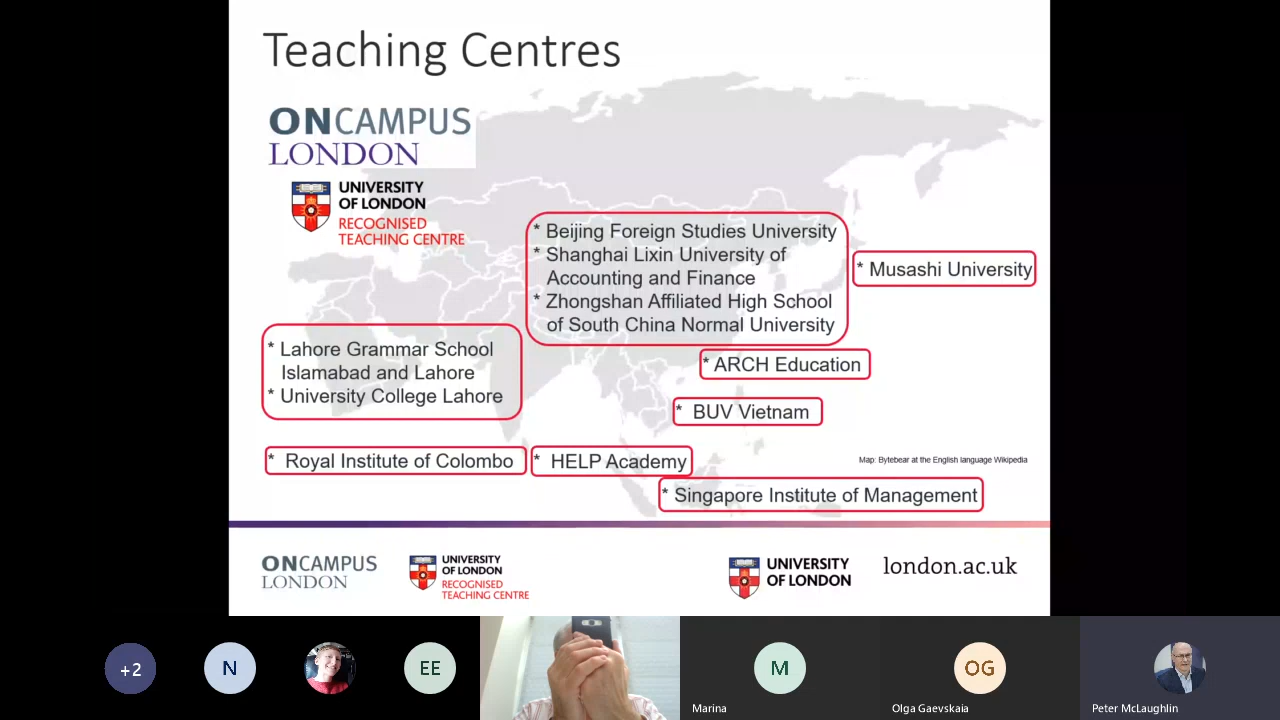 Teaching Centres
ONCAMPUS
LONDON
UNIVERSITY
OF LONDON
RECOGNISED
TEACHING CENTRE
* Beijing Foreign Studies University
* Shanghai Lixin University of
Accounting and Finance
* Zhongshan Affiliated High School
of South China Normal University
* Musashi University
* Lahore Grammar School
Islamabad and Lahore
* University College Lahore
* ARCH Education
* BUV Vietnam
* Royal Institute of Colombo
* HELP Academy
Map: Bytebear at the English language Wikipedia
* Singapore Institute of Management
ONCAMPUS
LONDON
UNIVERSITY
OF LONDON
RECOGNISED
TEACHING CENTRE
UNIVERSITY
OF LONDON
london.ac.uk
+2
N
EE
M
OG
Marina
Olga Gaevskaia
Peter McLaughlin